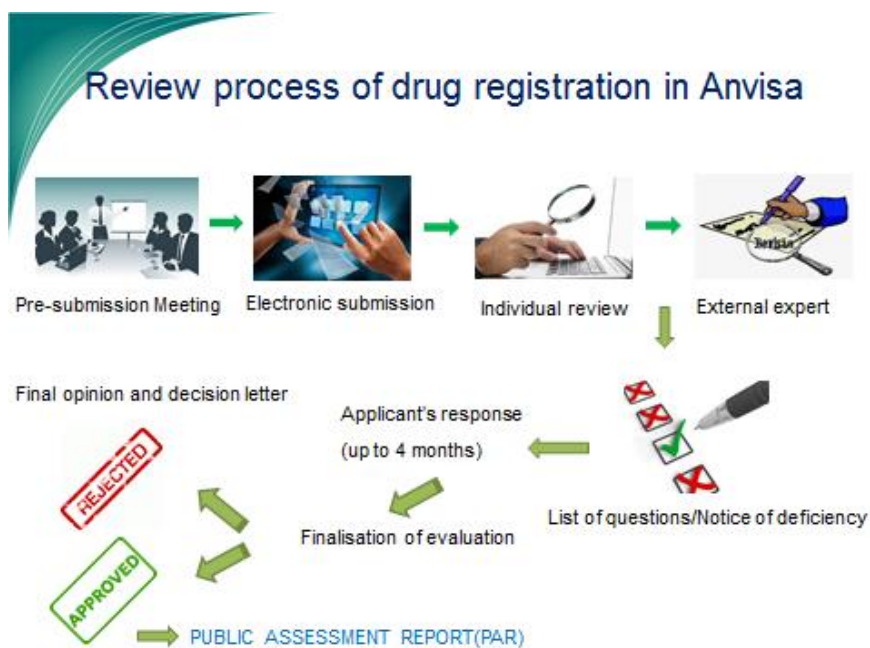 Review process of drug registration in Anvisa
Pre-submission Meeting
Electronic submission
Individual review
External expert
List of questions/Notice of deficiency
Applicant's response
(up to 4 months)
Finalisation of evaluation
Final opinion and decision letter
REJECTED
APPROVED
PUBLIC ASSESSMENT REPORT(PAR)